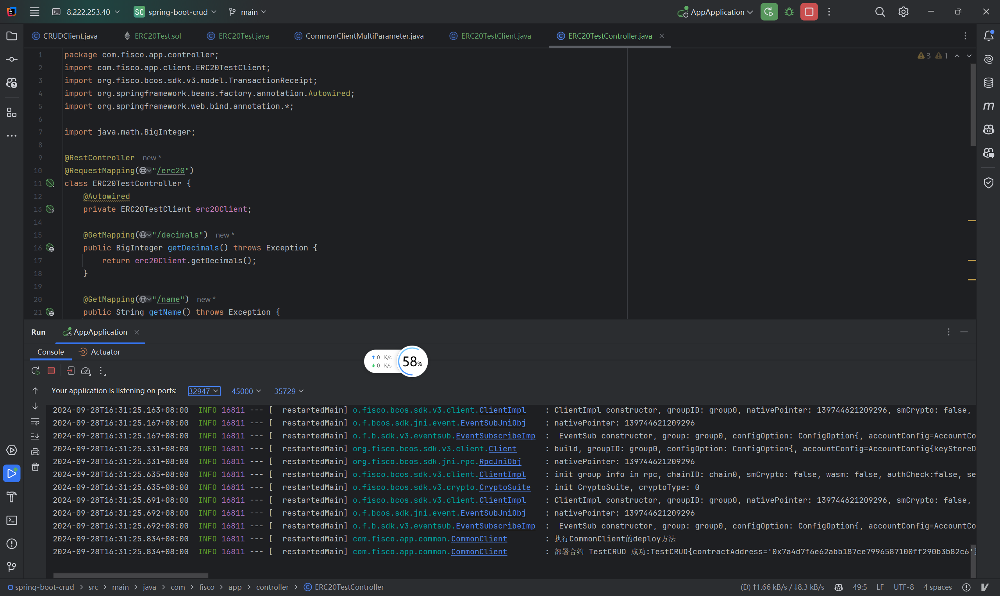 8.222.253.40
SC spring-boot-crud
main
AppApplication
CRUDClient.java
ERC20Test.sol
ERC20Test.java
CommonClientMultiParameter.java
ERC20TestClient.java
ERC20TestController.java
3 1
1 package com.fisco.app.controller;
2 import com.fisco.app.client.ERC20TestClient;
3 import org.fisco.bcos.sdk.v3.model.TransactionReceipt;
4 import org.springframework.beans.factory.annotation.Autowired;
5 import org.springframework.web.bind.annotation.*;
6
7 import java.math.BigInteger;
8
9 @RestController new *
10 @RequestMapping("/erc20")
11 class ERC20TestController {
12 @Autowired
13 private ERC20TestClient erc20Client;
14
15 @GetMapping("/decimals") new *
16 public BigInteger getDecimals() throws Exception {
17 return erc20Client.getDecimals();
18 }
19
20 @GetMapping("/name") new *
21 public String getName() throws Exception {
Run AppApplication
Console Actuator
↑ 0 K/s
↓ 0 K/s
58%
Your application is listening on ports: 32947 45000 35729
2024-09-28T16:31:25.163+08:00 INFO 16811 --- [ restartedMain] o.fisco.bcos.sdk.v3.client.ClientImpl : ClientImpl constructor, groupID: group0, nativePointer: 139744621209296, smCrypto: false,
2024-09-28T16:31:25.167+08:00 INFO 16811 --- [ restartedMain] o.f.bcos.sdk.jni.event.EventSubJniObj : nativePointer: 139744621209296
2024-09-28T16:31:25.167+08:00 INFO 16811 --- [ restartedMain] o.f.b.sdk.v3.eventsub.EventSubscribeImp : EventSub constructor, group: group0, configOption: ConfigOption{, accountConfig=AccountCo
2024-09-28T16:31:25.331+08:00 INFO 16811 --- [ restartedMain] org.fisco.bcos.sdk.v3.client.Client : build, groupID: group0, configOption: ConfigOption{, accountConfig=AccountConfig{keyStoreD
2024-09-28T16:31:25.331+08:00 INFO 16811 --- [ restartedMain] org.fisco.bcos.sdk.jni.rpc.RpcJniObj : nativePointer: 139744621209296
2024-09-28T16:31:25.635+08:00 INFO 16811 --- [ restartedMain] o.fisco.bcos.sdk.v3.client.ClientImpl : init group info in rpc, chainID: chain0, smCrypto: false, wasm: false, authCheck:false, se
2024-09-28T16:31:25.635+08:00 INFO 16811 --- [ restartedMain] o.fisco.bcos.sdk.v3.crypto.CryptoSuite : init CryptoSuite, cryptoType: 0
2024-09-28T16:31:25.691+08:00 INFO 16811 --- [ restartedMain] o.fisco.bcos.sdk.v3.client.ClientImpl : ClientImpl constructor, groupID: group0, nativePointer: 139744621209296, smCrypto: false,
2024-09-28T16:31:25.692+08:00 INFO 16811 --- [ restartedMain] o.f.bcos.sdk.jni.event.EventSubJniObj : nativePointer: 139744621209296
2024-09-28T16:31:25.692+08:00 INFO 16811 --- [ restartedMain] o.f.b.sdk.v3.eventsub.EventSubscribeImp : EventSub constructor, group: group0, configOption: ConfigOption{, accountConfig=AccountCo
2024-09-28T16:31:25.834+08:00 INFO 16811 --- [ restartedMain] com.fisco.app.common.CommonClient : 执行CommonClient的deploy方法
2024-09-28T16:31:25.834+08:00 INFO 16811 --- [ restartedMain] com.fisco.app.common.CommonClient : 部署合约 TestCRUD 成功:TestCRUD{contractAddress='0x7a4d7f6e62abb187ce7996587100ff290b3b82c6'}
spring-boot-crud > src > main > java > com > fisco > app > controller > ERC20TestController
(D) ↑1.66 kB/s / ↓8.3 kB/s 49:5 LF UTF-8 4 spaces